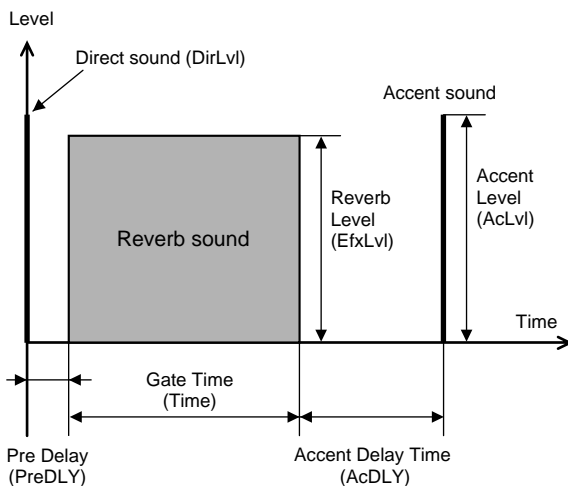 Level
Direct sound (DirLvl)
Accent sound
Reverb sound
Reverb
Level
(EfxLvl)
Accent
Level
(AcLvl)
Time
Gate Time
(Time)
Pre Delay
(PreDLY)
Accent Delay Time
(AcDLY)